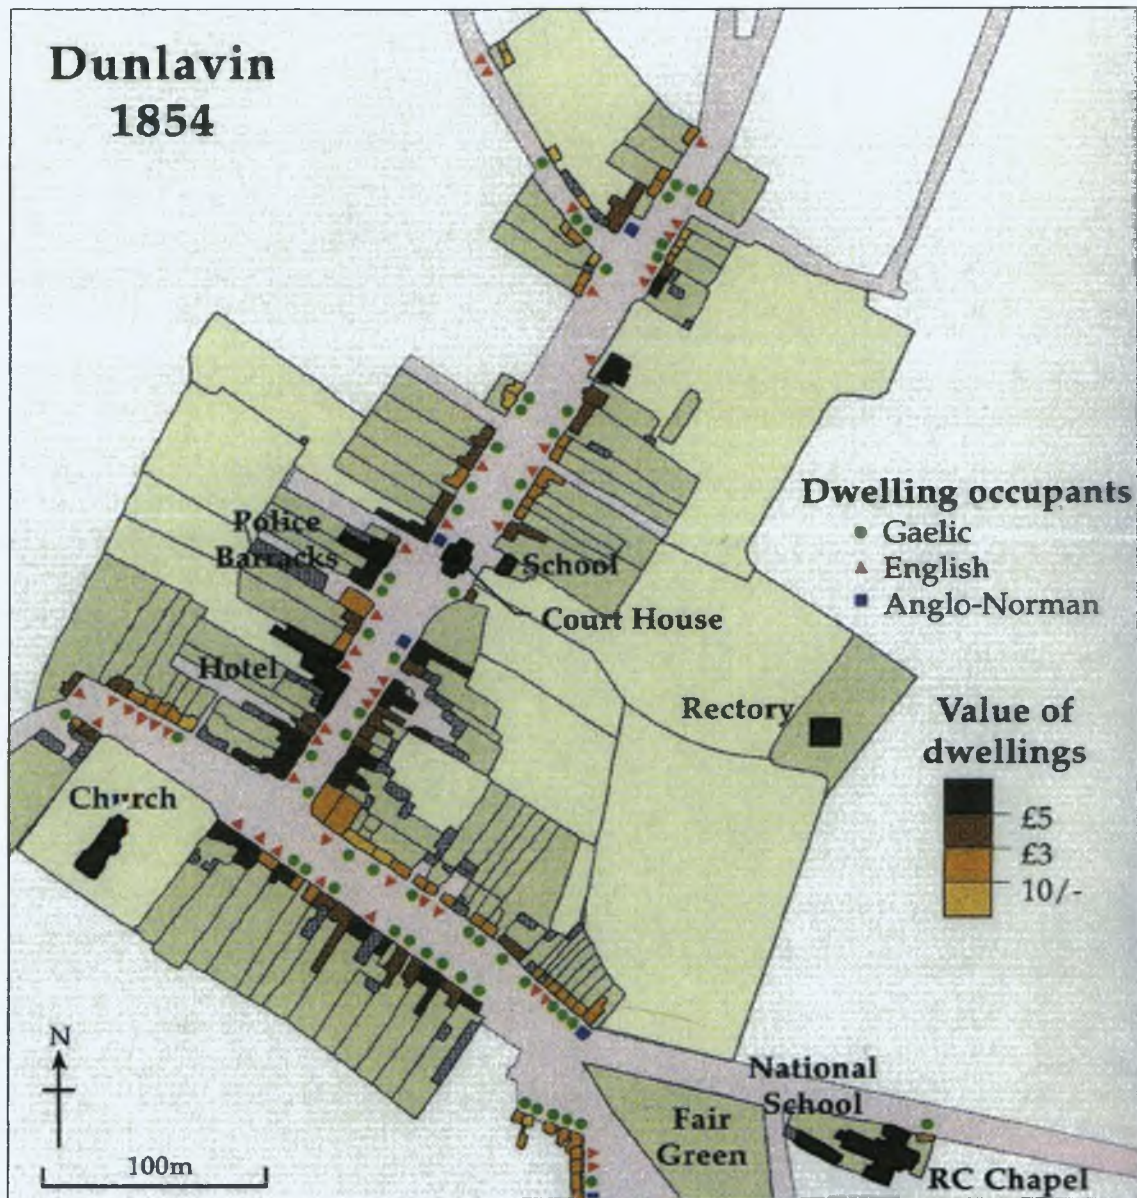 Dunlavin
1854
Police
Barracks
School
Court House
Hotel
Rectory
Church
Dwelling occupants
Gaelic
English
Anglo-Norman
Value of
dwellings
£5
£3
10/-
N
100m
National
School
Fair
Green
RC Chapel